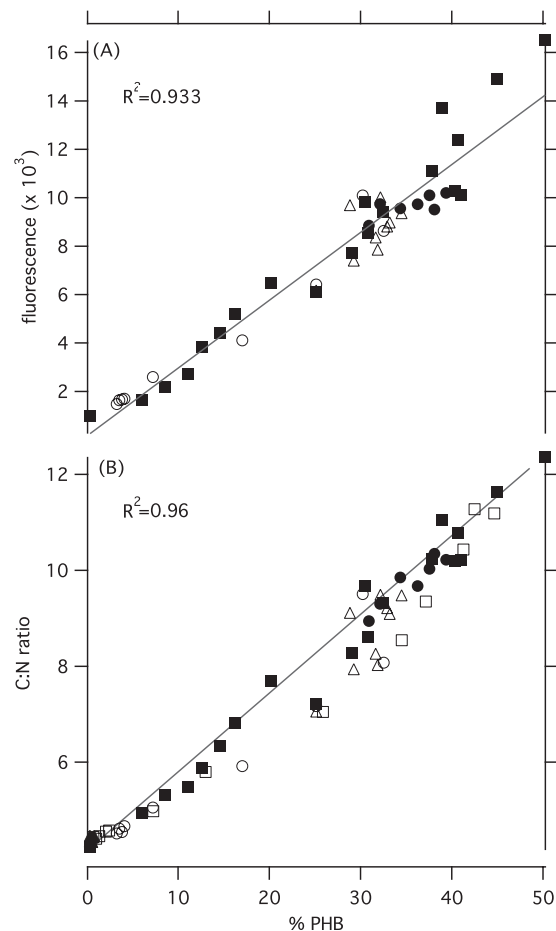 (A)
R²=0.933
16
14
12
10
8
6
4
2
fluorescence (x 10³)
(B)
R²=0.96
12
10
8
6
C:N ratio
0 10 20 30 40 50
% PHB